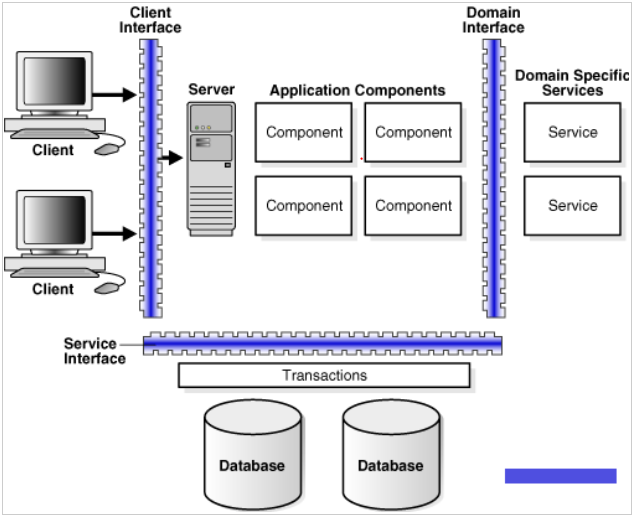 Client
Interface
Domain
Interface
Server
Application Components
Domain Specific
Services
Component
Component
Service
Client
Component
Component
Service
Client
Service
Interface
Transactions
Database
Database